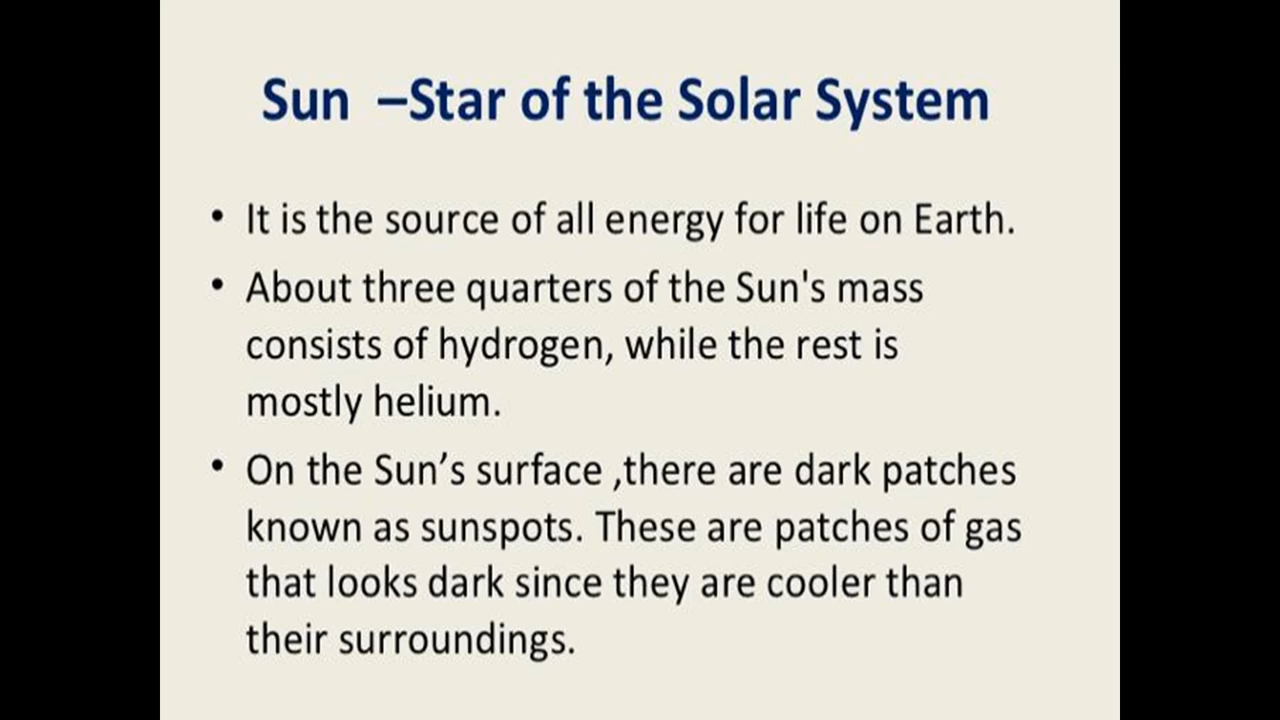 Sun –Star of the Solar System
• It is the source of all energy for life on Earth.
• About three quarters of the Sun's mass
consists of hydrogen, while the rest is
mostly helium.
• On the Sun’s surface ,there are dark patches
known as sunspots. These are patches of gas
that looks dark since they are cooler than
their surroundings.